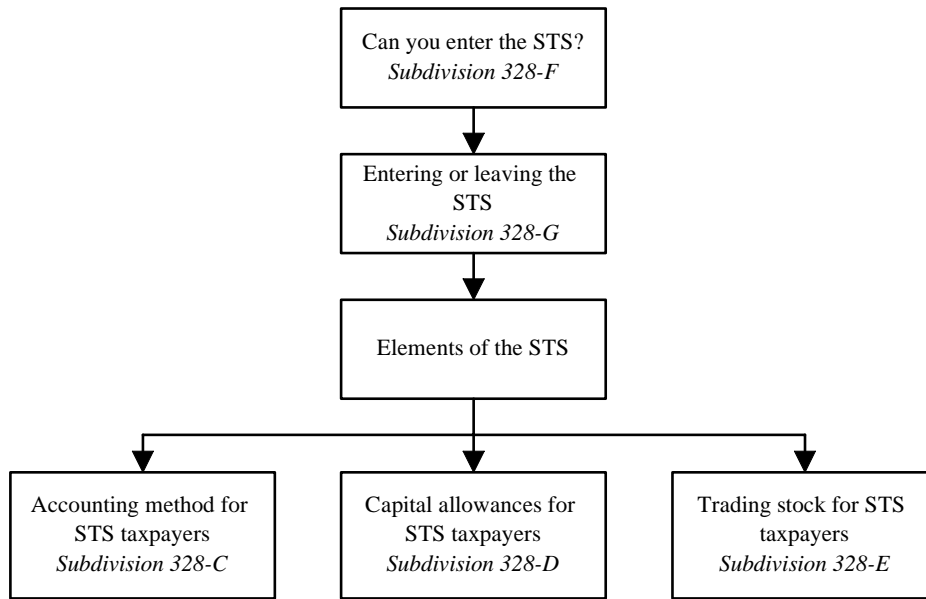 Can you enter the STS?
Subdivision 328-F
Entering or leaving the
STS
Subdivision 328-G
Elements of the STS
Accounting method for
STS taxpayers
Subdivision 328-C
Capital allowances for
STS taxpayers
Subdivision 328-D
Trading stock for STS
taxpayers
Subdivision 328-E